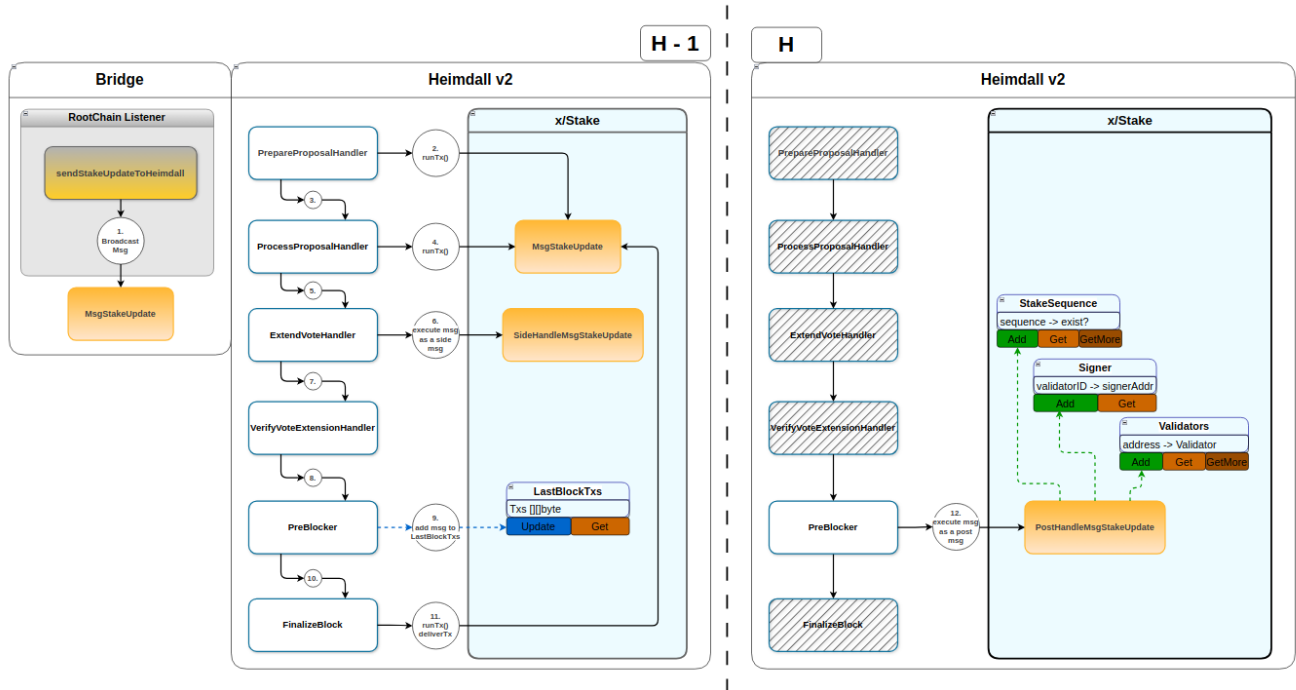 H - 1
Bridge
RootChain Listener
sendStakeUpdateToHeimdall
1.
Broadcast
Msg
MsgStakeUpdate
Heimdall v2
PrepareProposalHandler
2.
runTx()
3.
ProcessProposalHandler
4.
runTx()
5.
ExtendVoteHandler
6.
execute msg
as a side
msg
7.
VerifyVoteExtensionHandler
8.
PreBlocker
9.
add msg to
LastBlockTxs
10.
FinalizeBlock
11.
runTx()
deliverTx
x/Stake
MsgStakeUpdate
SideHandleMsgStakeUpdate
LastBlockTxs
Txs [][]byte
Update
Get
H
Heimdall v2
PrepareProposalHandler
ProcessProposalHandler
ExtendVoteHandler
VerifyVoteExtensionHandler
PreBlocker
12.
execute msg
as a post
msg
FinalizeBlock
x/Stake
StakeSequence
sequence -> exist?
Add
Get
GetMore
Signer
validatorID -> signerAddr
Add
Get
Validators
address -> Validator
Add
Get
GetMore
PostHandleMsgStakeUpdate